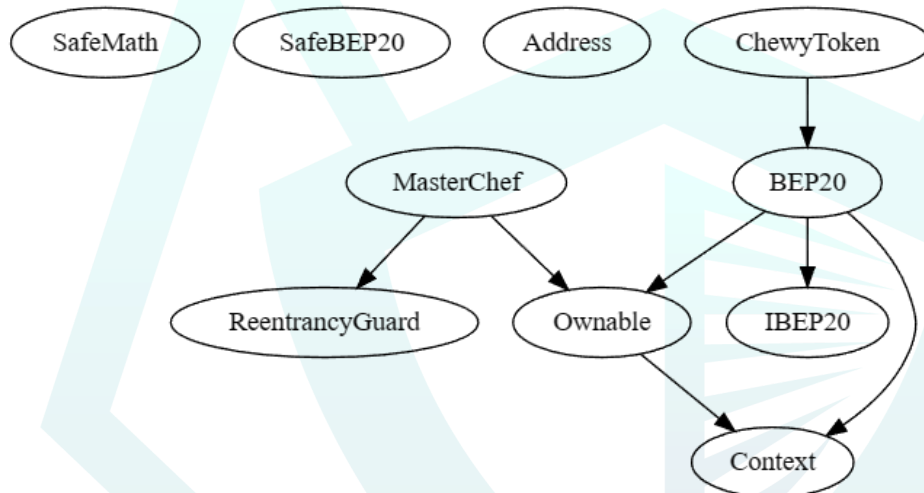 SafeMath
SafeBEP20
Address
ChewyToken
MasterChef
BEP20
ReentrancyGuard
Ownable
IBEP20
Context